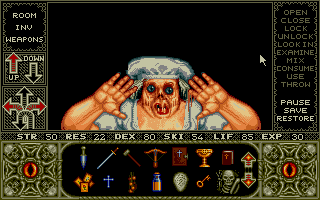 ROOM
INV
WEAPONS
UP
DOWN
OPEN
CLOSE
LOCK
UNLOCK
LOOK IN
EXAMINE
MIX
CONSUME
USE
THROW
PAUSE
SAVE
RESTORE
STR 50 RES 22 DEX 80 SKI 54 LIF 85 EXP 30